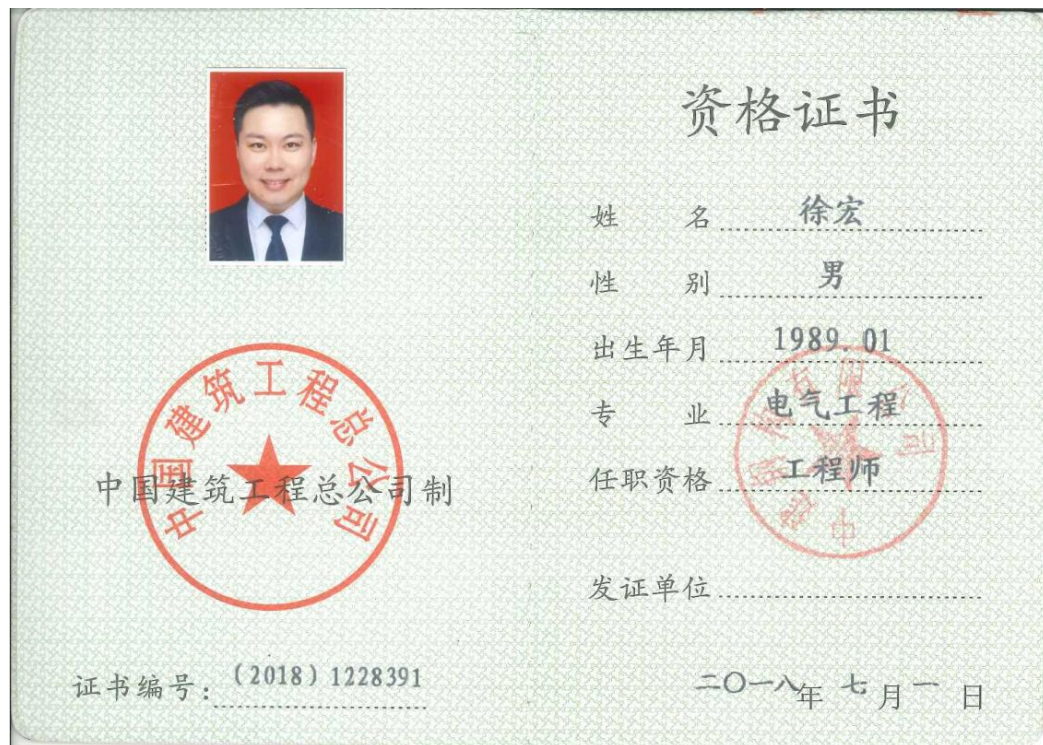 中国建筑工程总公司
中国建筑工程总公司制
证书编号：(2018)1228391
资格证书
姓 名 徐宏
性 别 男
出生年月 1989.01
专 业 电气工程
任职资格 工程师
发证单位
二〇一八年 七月 一 日